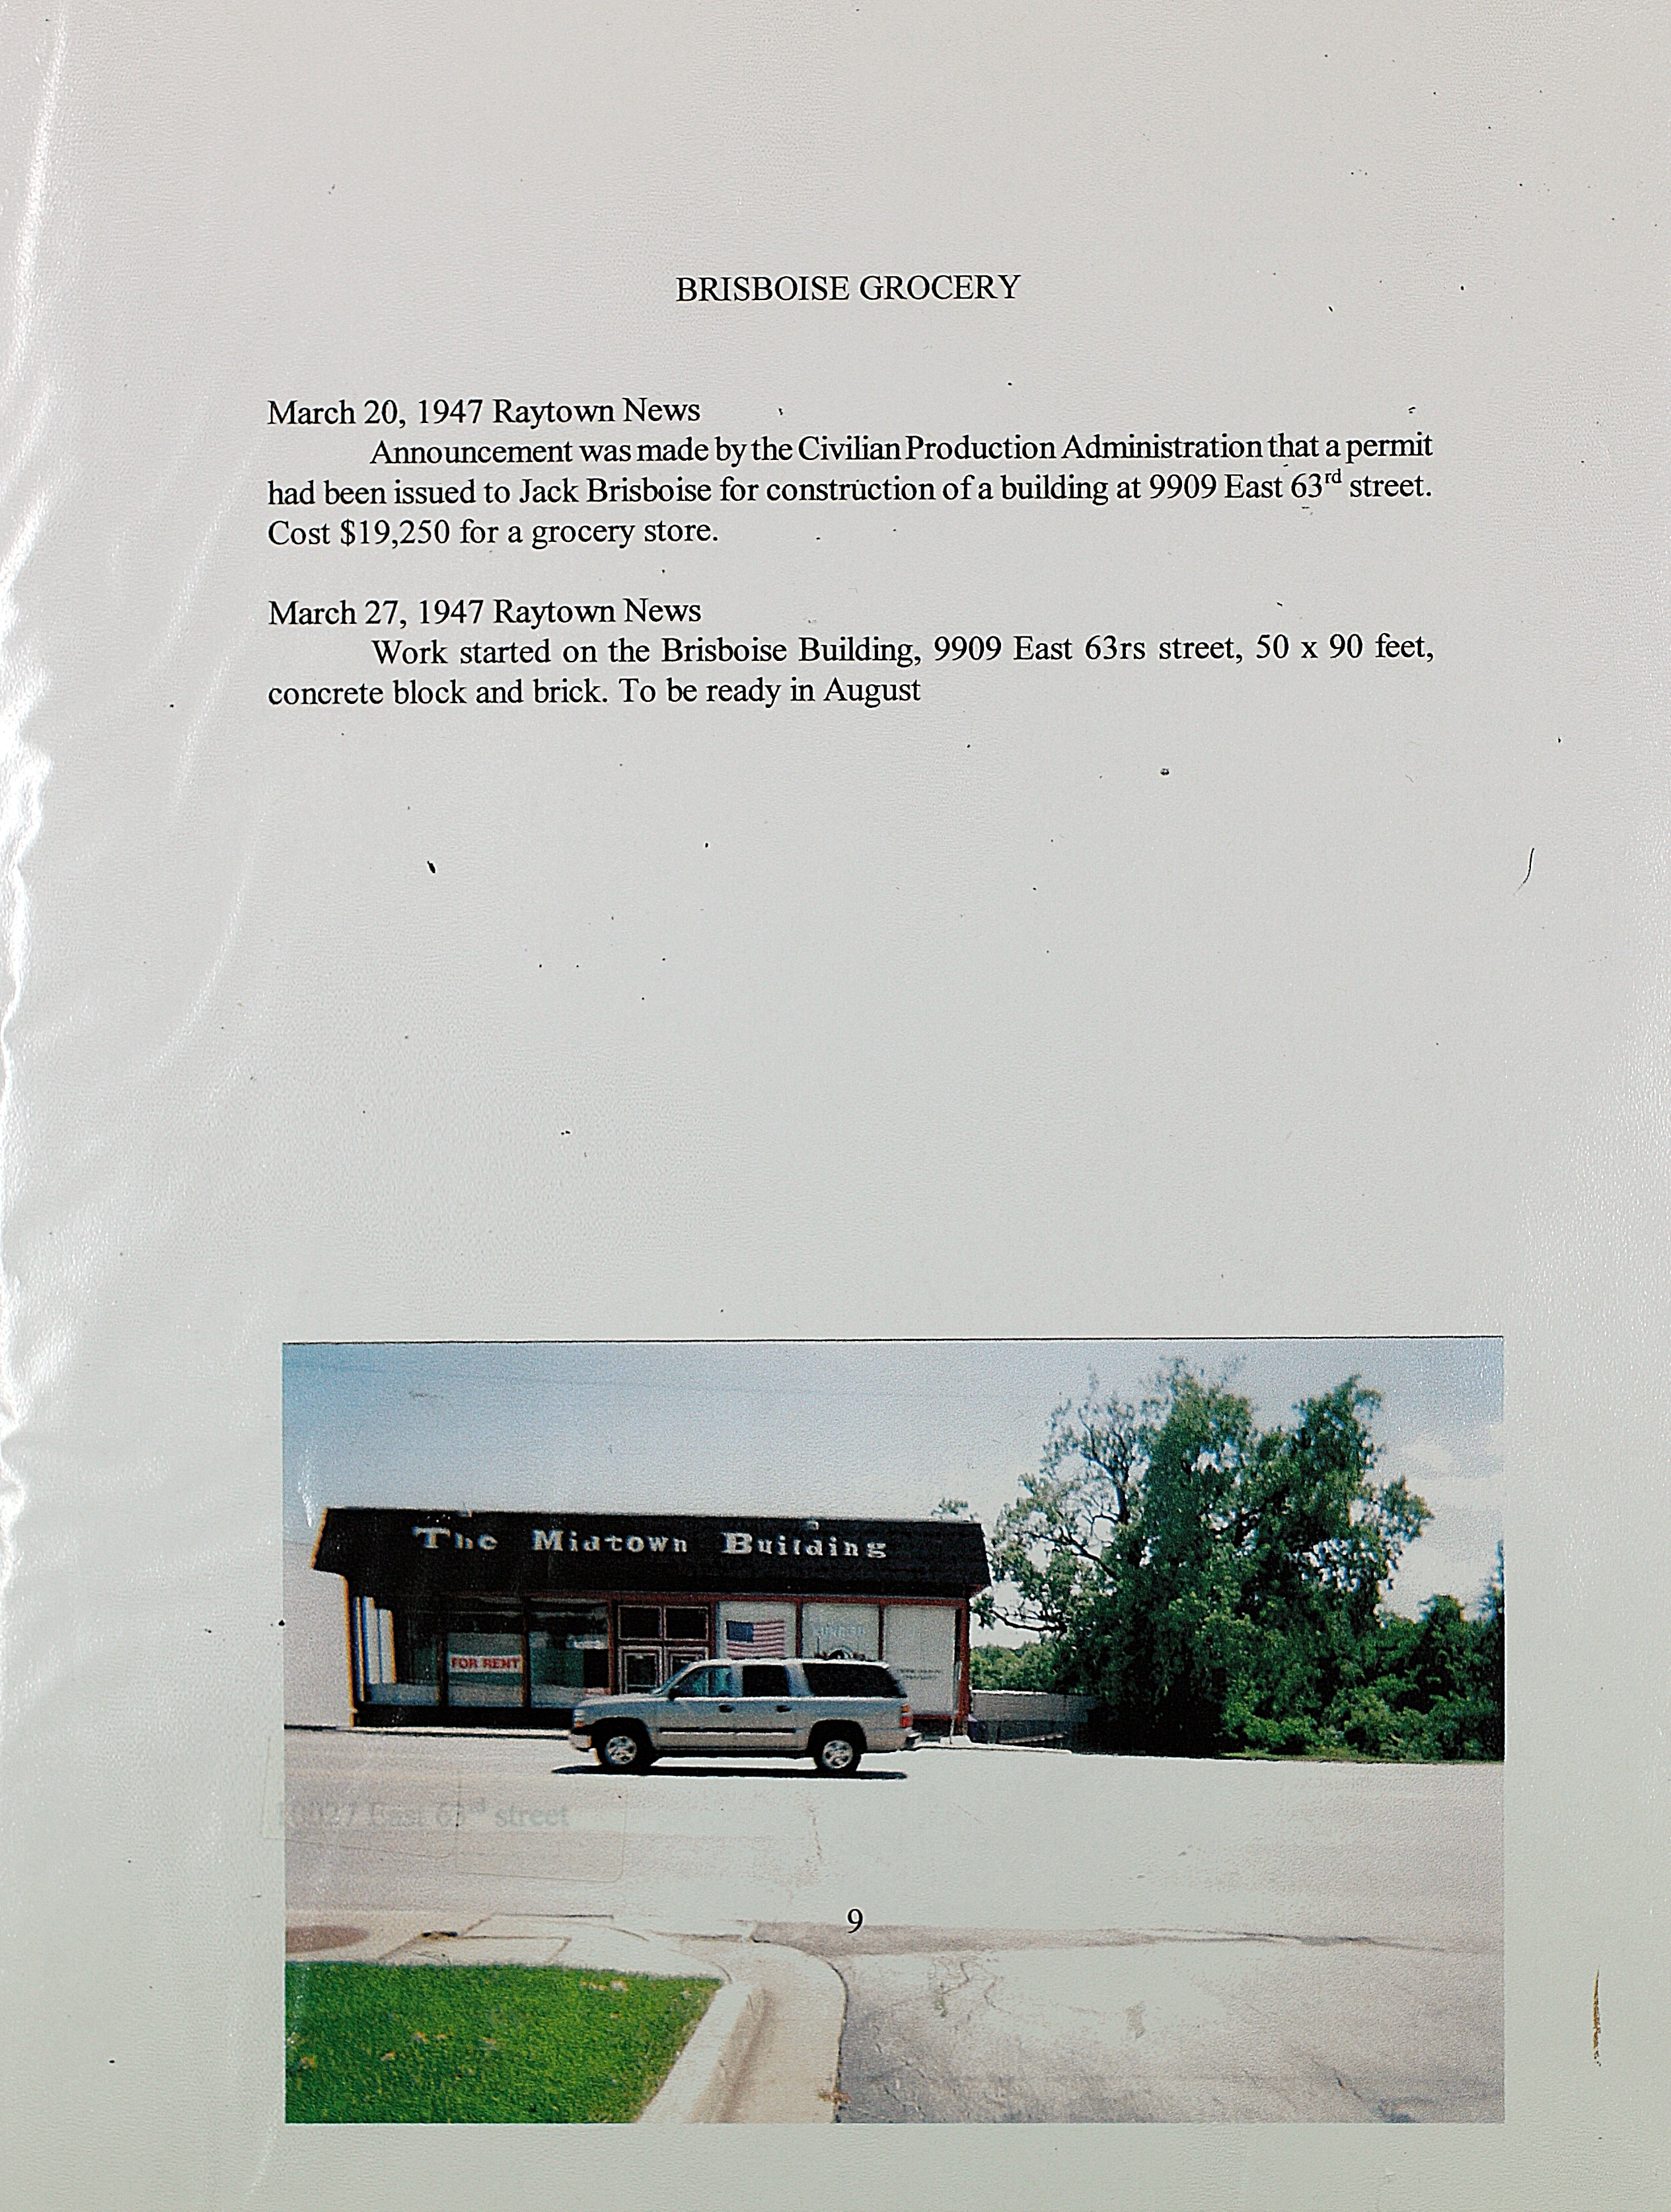 BRISBOISE GROCERY
March 20, 1947 Raytown News
Announcement was made by the Civilian Production Administration that a permit
had been issued to Jack Brisboise for construction of a building at 9909 East 63rd street.
Cost $19,250 for a grocery store.
March 27, 1947 Raytown News
Work started on the Brisboise Building, 9909 East 63rs street, 50 x 90 feet,
concrete block and brick. To be ready in August
The Midtown Building
FOR RENT
10027 East 63rd street
9